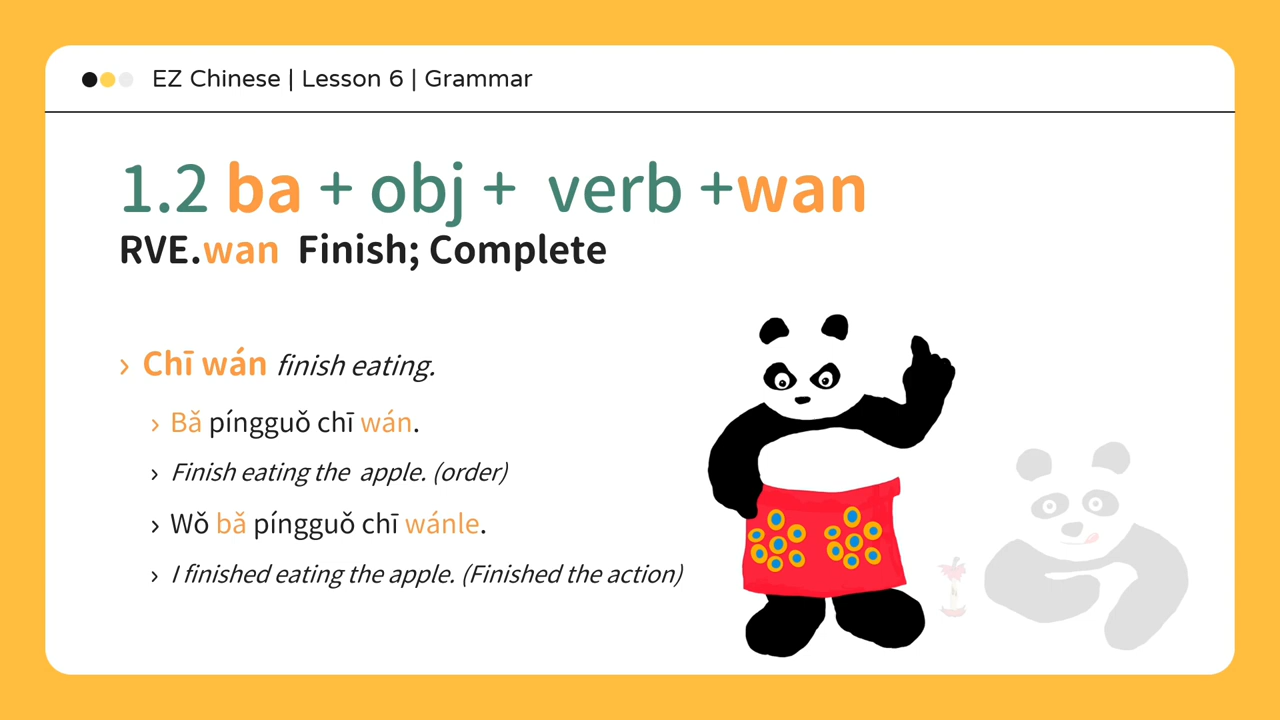 EZ Chinese | Lesson 6 | Grammar
1.2 ba + obj + verb +wan
RVE.wan Finish; Complete
› Chī wán finish eating.
› Bǎ píngguǒ chī wán.
› Finish eating the apple. (order)
› Wǒ bǎ píngguǒ chī wánle.
› I finished eating the apple. (Finished the action)